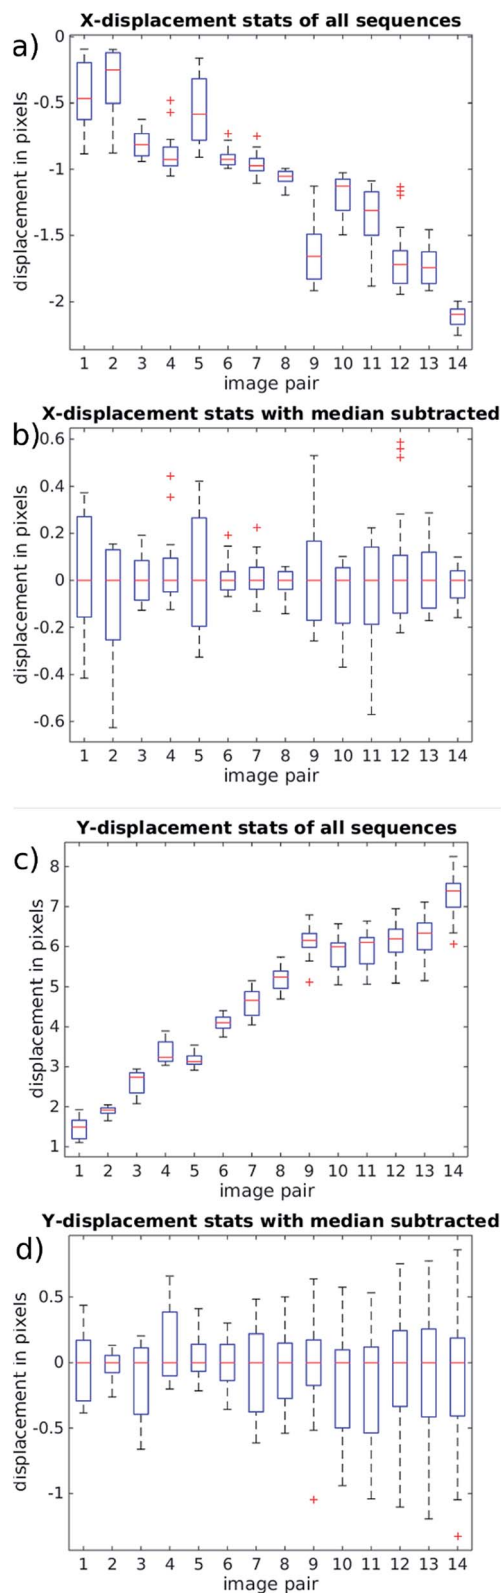 X-displacement stats of all sequences
a)
0
-0.5
-1
-1.5
-2
displacement in pixels
1 2 3 4 5 6 7 8 9 10 11 12 13 14
image pair
X-displacement stats with median subtracted
b)
0.6
0.4
0.2
0
-0.2
-0.4
-0.6
displacement in pixels
1 2 3 4 5 6 7 8 9 10 11 12 13 14
image pair
Y-displacement stats of all sequences
c)
8
7
6
5
4
3
2
1
displacement in pixels
1 2 3 4 5 6 7 8 9 10 11 12 13 14
image pair
Y-displacement stats with median subtracted
d)
0.5
0
-0.5
-1
displacement in pixels
1 2 3 4 5 6 7 8 9 10 11 12 13 14
image pair